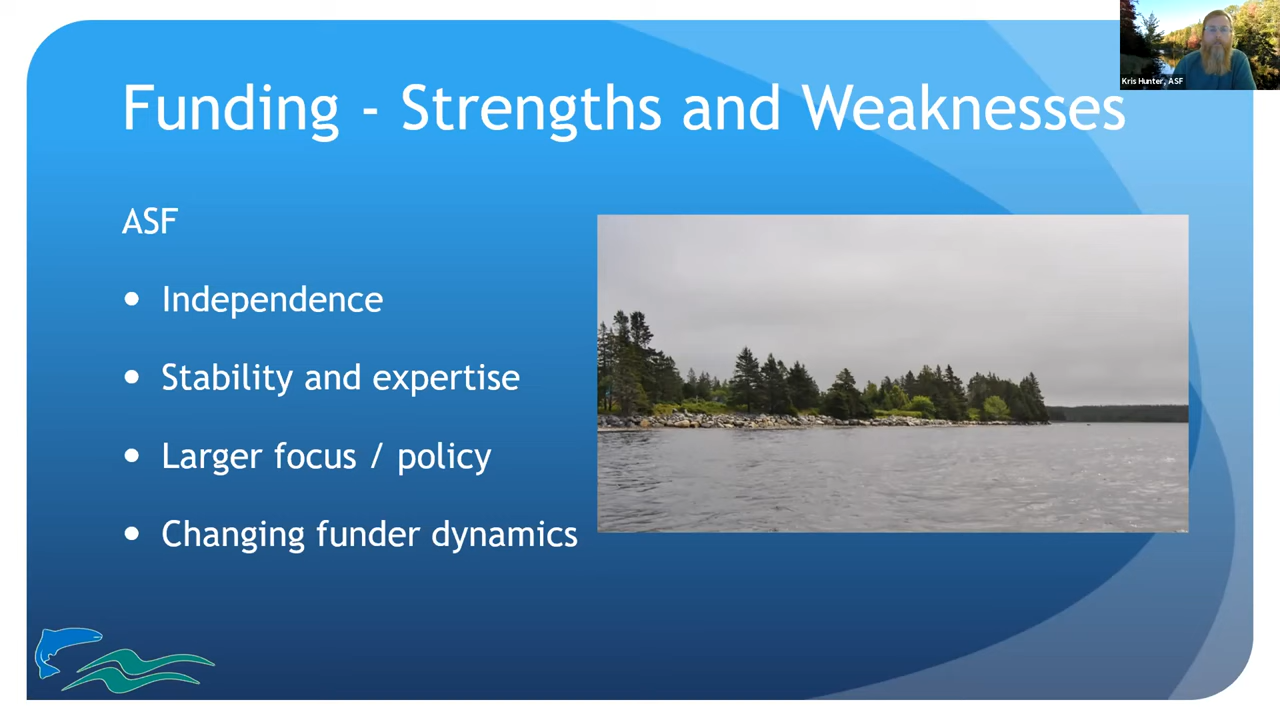 Funding - Strengths and Weaknesses
Kris Hunter, ASF
ASF
• Independence
• Stability and expertise
• Larger focus / policy
• Changing funder dynamics